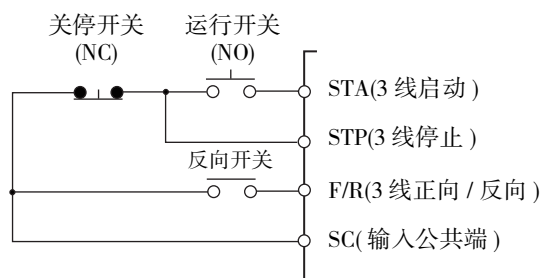 关停开关
(NC)
运行开关
(NO)
STA(3 线启动 )
STP(3 线停止 )
反向开关
F/R(3 线正向 / 反向 )
SC( 输入公共端 )